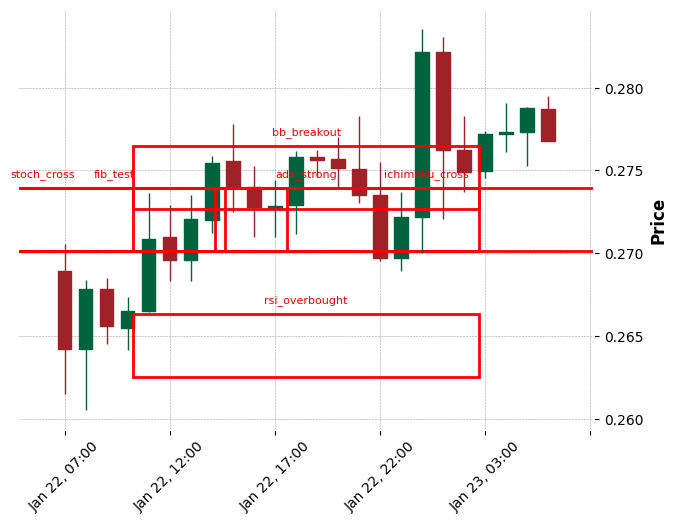 0.280
bb_breakout
0.275
stoch_cross
fib_test
adx_strong
ichimoku_cross
0.270
Price
rsi_overbought
0.265
0.260
Jan 22, 07:00
Jan 22, 12:00
Jan 22, 17:00
Jan 22, 22:00
Jan 23, 03:00